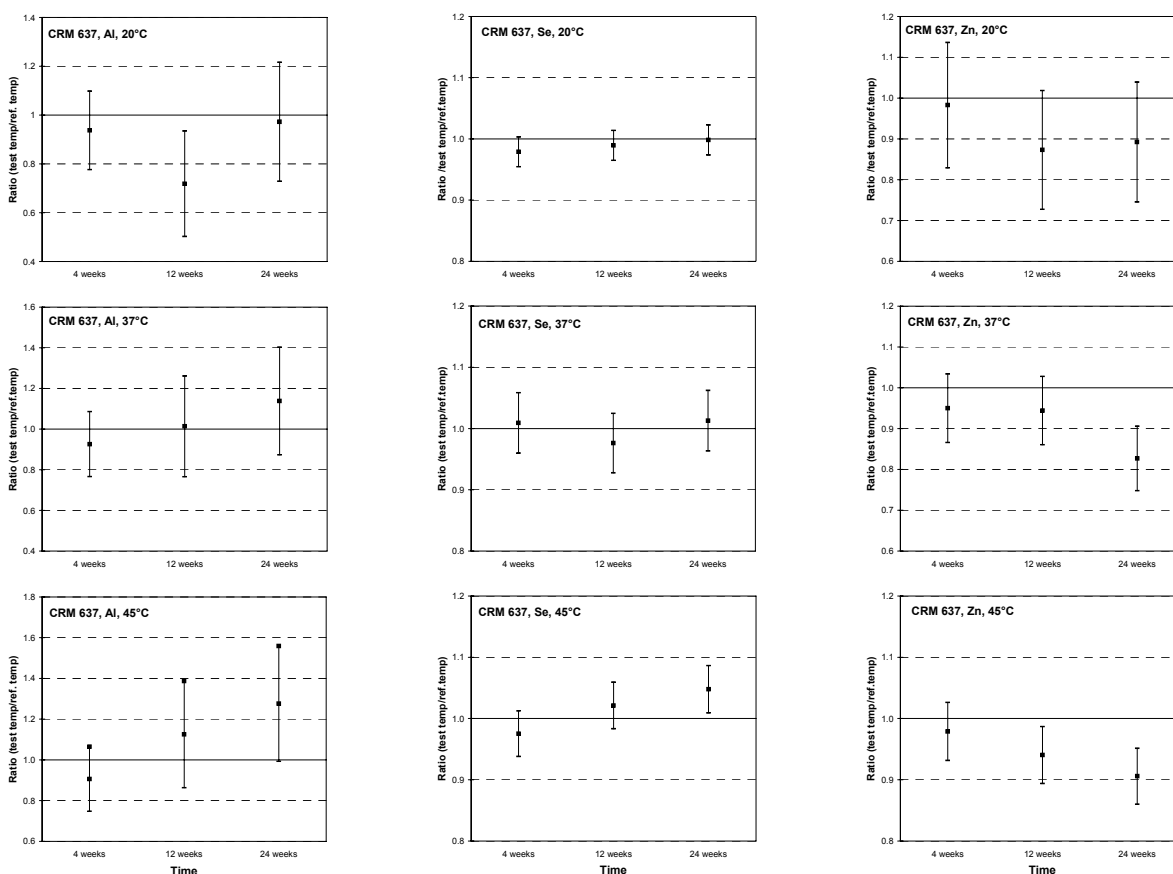 CRM 637, Al, 20°C
Ratio (test temp/ref. temp)
1.4
1.2
1
0.8
0.6
0.4
4 weeks
12 weeks
24 weeks
CRM 637, Se, 20°C
Ratio /test temp/ref.temp)
1.2
1.1
1.0
0.9
0.8
4 weeks
12 weeks
24 weeks
CRM 637, Zn, 20°C
Ratio /test temp/ref.temp)
1.2
1.1
1.0
0.9
0.8
0.7
0.6
4 weeks
12 weeks
24 weeks
CRM 637, Al, 37°C
Ratio (test temp/ref.temp)
1.6
1.4
1.2
1.0
0.8
0.6
0.4
4 weeks
12 weeks
24 weeks
CRM 637, Se, 37°C
Ratio (test temp/ref.temp)
1.2
1.1
1.0
0.9
0.8
4 weeks
12 weeks
24 weeks
CRM 637, Zn, 37°C
Ratio (test temp/ref.temp)
1.2
1.1
1.0
0.9
0.8
0.7
0.6
4 weeks
12 weeks
24 weeks
CRM 637, Al, 45°C
Ratio (test temp/ref.temp)
1.8
1.6
1.4
1.2
1.0
0.8
0.6
4 weeks
12 weeks
24 weeks
Time
CRM 637, Se, 45°C
Ratio (test temp/ref.temp)
1.2
1.1
1.0
0.9
0.8
4 weeks
12 weeks
24 weeks
Time
CRM 637, Zn, 45°C
Ratio (test temp/ref.temp)
1.2
1.1
1.0
0.9
0.8
4 weeks
12 weeks
24 weeks
Time